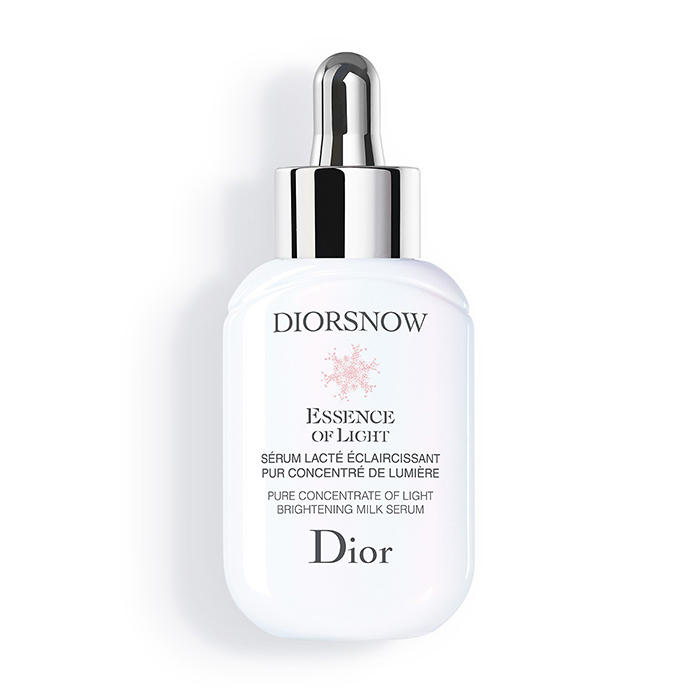 DIORSNOW
ESSENCE
OF LIGHT
SÉRUM LACTÉ ÉCLAIRCISSANT
PUR CONCENTRÉ DE LUMIÈRE
PURE CONCENTRATE OF LIGHT
BRIGHTENING MILK SERUM
Dior